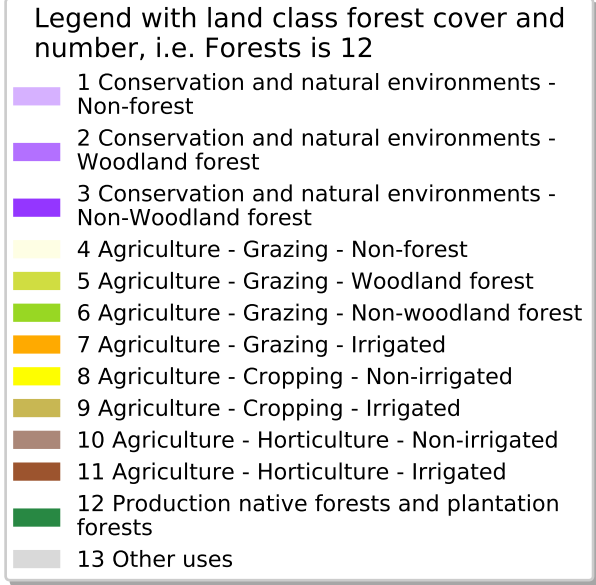 Legend with land class forest cover and
number, i.e. Forests is 12
1 Conservation and natural environments -
Non-forest
2 Conservation and natural environments -
Woodland forest
3 Conservation and natural environments -
Non-Woodland forest
4 Agriculture - Grazing - Non-forest
5 Agriculture - Grazing - Woodland forest
6 Agriculture - Grazing - Non-woodland forest
7 Agriculture - Grazing - Irrigated
8 Agriculture - Cropping - Non-irrigated
9 Agriculture - Cropping - Irrigated
10 Agriculture - Horticulture - Non-irrigated
11 Agriculture - Horticulture - Irrigated
12 Production native forests and plantation
forests
13 Other uses